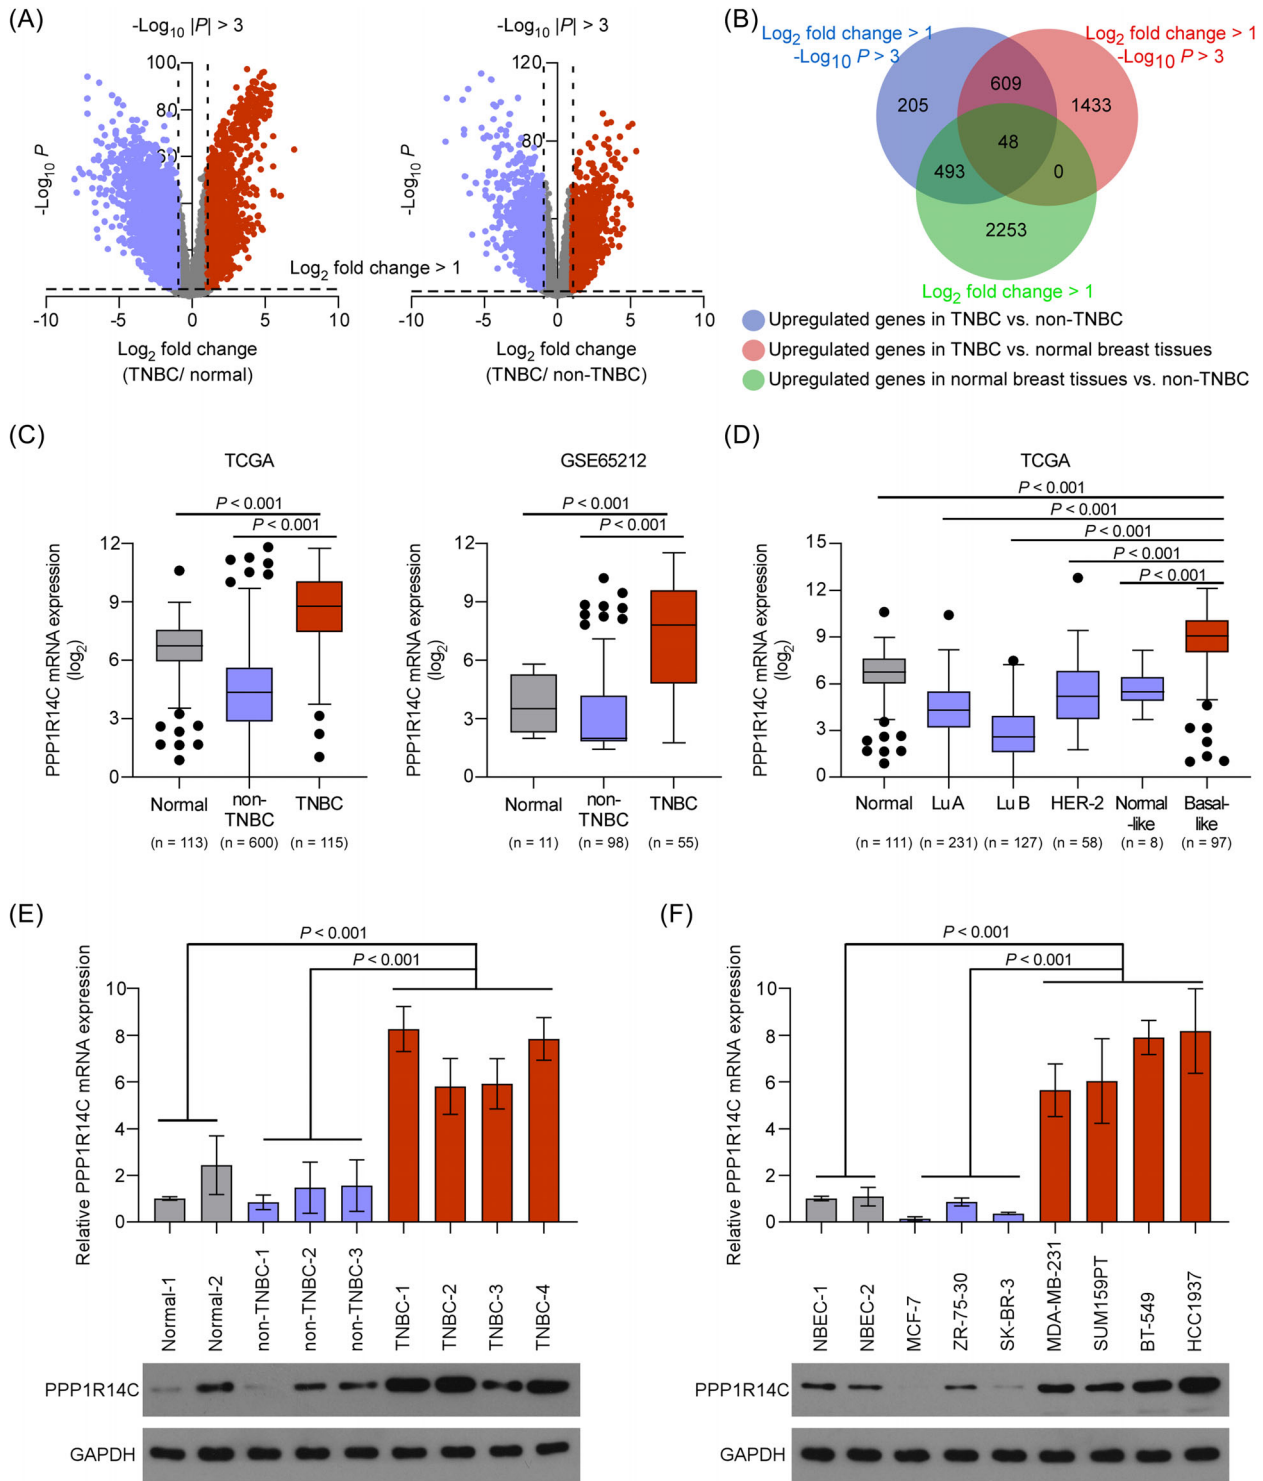 (A)
-Log10 |P| > 3
-Log10 |P| > 3
-Log10 P
100
80
60
Log2 fold change > 1
-10 -5 0 5 10
Log2 fold change
(TNBC/ normal)
-Log10 P
120
80
-10 -5 0 5 10
Log2 fold change
(TNBC/ non-TNBC)
(B)
Log2 fold change > 1
-Log10 P > 3
Log2 fold change > 1
-Log10 P > 3
609
205
1433
48
493
0
2253
Log2 fold change > 1
Upregulated genes in TNBC vs. non-TNBC
Upregulated genes in TNBC vs. normal breast tissues
Upregulated genes in normal breast tissues vs. non-TNBC
(C)
TCGA
P < 0.001
P < 0.001
PPP1R14C mRNA expression
(log2)
12
9
6
3
0
Normal non-TNBC TNBC
(n = 113) (n = 600) (n = 115)
GSE65212
P < 0.001
P < 0.001
PPP1R14C mRNA expression
(log2)
12
9
6
3
0
Normal non-TNBC TNBC
(n = 11) (n = 98) (n = 55)
(D)
TCGA
P < 0.001
P < 0.001
P < 0.001
P < 0.001
P < 0.001
PPP1R14C mRNA expression
(log2)
15
12
9
6
3
0
Normal Lu A Lu B HER-2 Normal-like Basal-like
(n = 111) (n = 231) (n = 127) (n = 58) (n = 8) (n = 97)
(E)
P < 0.001
P < 0.001
Relative PPP1R14C mRNA expression
10
8
6
4
2
0
Normal-1
Normal-2
non-TNBC-1
non-TNBC-2
non-TNBC-3
TNBC-1
TNBC-2
TNBC-3
TNBC-4
PPP1R14C
GAPDH
(F)
P < 0.001
P < 0.001
Relative PPP1R14C mRNA expression
10
8
6
4
2
0
NBEC-1
NBEC-2
MCF-7
ZR-75-30
SK-BR-3
MDA-MB-231
SUM159PT
BT-549
HCC1937
PPP1R14C
GAPDH